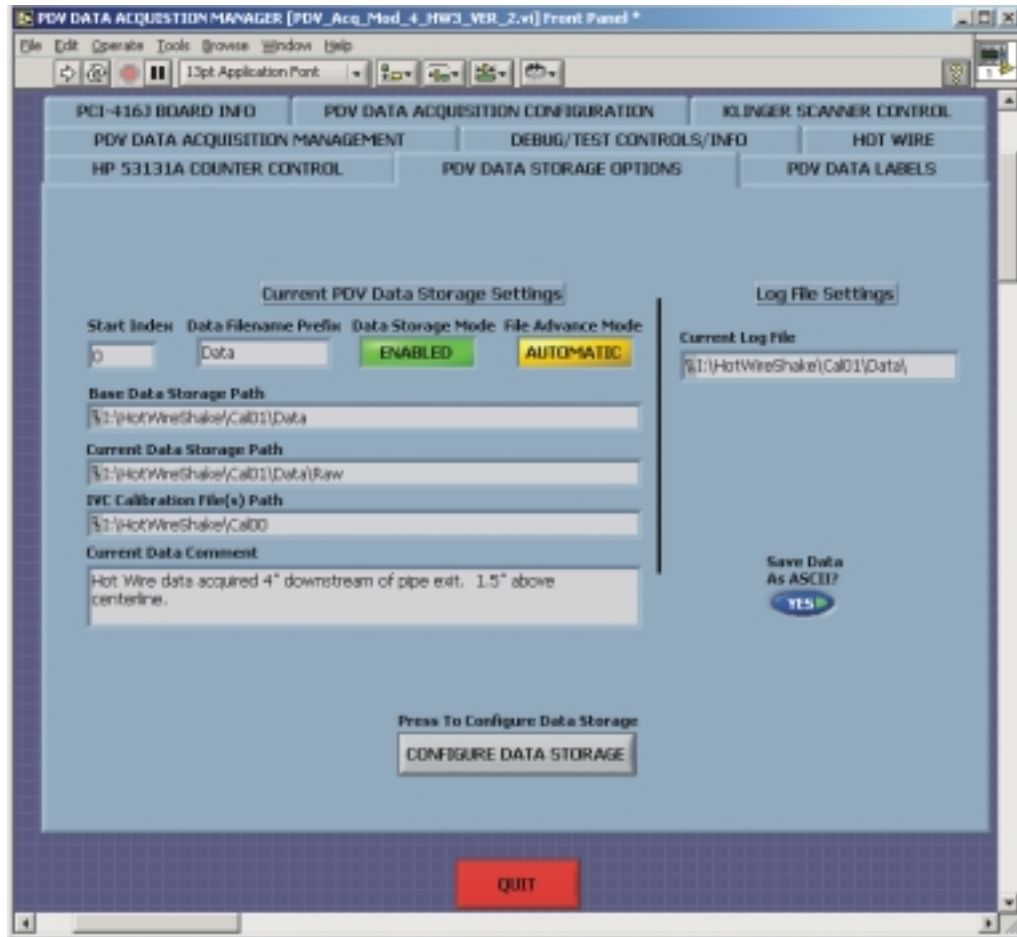 PDV DATA ACQUISTION MANAGER [PDV_Acq_Mod_4_HW3_VER_2.vi] Front Panel *
File Edit Operate Tools Browse Window Help
13pt Application Font
1
PCI-416J BOARD INFO PDV DATA ACQUISITION CONFIGURATION KLINGER SCANNER CONTROL
PDV DATA ACQUISITION MANAGEMENT DEBUG/TEST CONTROLS/INFO HOT WIRE
HP 53131A COUNTER CONTROL PDV DATA STORAGE OPTIONS PDV DATA LABELS
Current PDV Data Storage Settings
Log File Settings
Start Index Data Filename Prefix Data Storage Mode File Advance Mode
0 Data ENABLED AUTOMATIC
Current Log File
I:\HotWireShake\Cal01\Data\
Base Data Storage Path
I:\HotWireShake\Cal01\Data
Current Data Storage Path
I:\HotWireShake\Cal01\Data\Raw
IVC Calibration File(s) Path
I:\HotWireShake\Cal00
Current Data Comment
Hot Wire data acquired 4" downstream of pipe exit. 1.5" above
centerline.
Save Data
As ASCII?
YES
Press To Configure Data Storage
CONFIGURE DATA STORAGE
QUIT